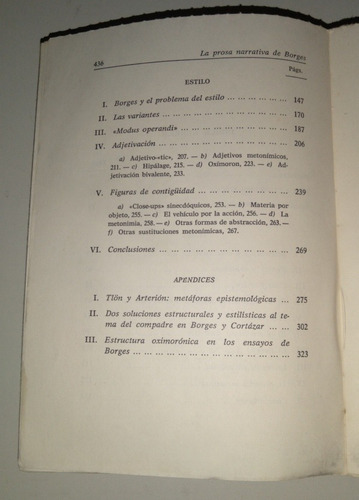 436 La prosa narrativa de Borges
Págs.
ESTILO
I. Borges y el problema del estilo ... ... ... ... ... ... 147
II. Las variantes ... ... ... ... ... ... ... ... ... ... ... 170
III. «Modus operandi» ... ... ... ... ... ... ... ... ... 187
IV. Adjetivación ... ... ... ... ... ... ... ... ... ... ... 206
a) Adjetivo-«tic», 207. — b) Adjetivos metonímicos,
211. — c) Hipálage, 215. — d) Oxímoron, 223. — e) Ad-
jetivación bivalente, 233.
V. Figuras de contigüidad ... ... ... ... ... ... ... ... 239
a) «Close-ups» sinecdóquicos, 253. — b) Materia por
objeto, 255. — c) El vehículo por la acción, 256. — d) La
metonimia, 258. — e) Otras formas de abstracción, 263. —
f) Otras sustituciones metonímicas, 267.
VI. Conclusiones ... ... ... ... ... ... ... ... ... ... ... 269
APENDICES
I. Tlön y Arterión: metáforas epistemológicas ... 275
II. Dos soluciones estructurales y estilísticas al te-
ma del compadre en Borges y Cortázar ... ... 302
III. Estructura oximorónica en los ensayos de
Borges ... ... ... ... ... ... ... ... ... ... ... ... ... 323